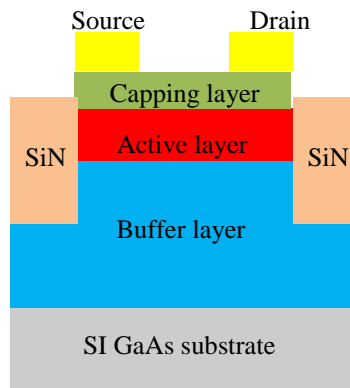 Source Drain
Capping layer
SiN Active layer SiN
Buffer layer
SI GaAs substrate